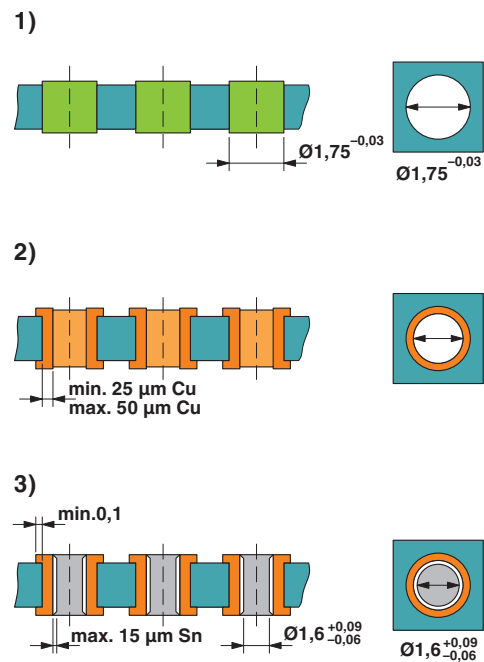 1)
Ø1,75 −0,03
Ø1,75 −0,03
2)
min. 25 µm Cu
max. 50 µm Cu
3)
min.0,1
max. 15 µm Sn
Ø1,6 +0,09 −0,06
Ø1,6 +0,09 −0,06